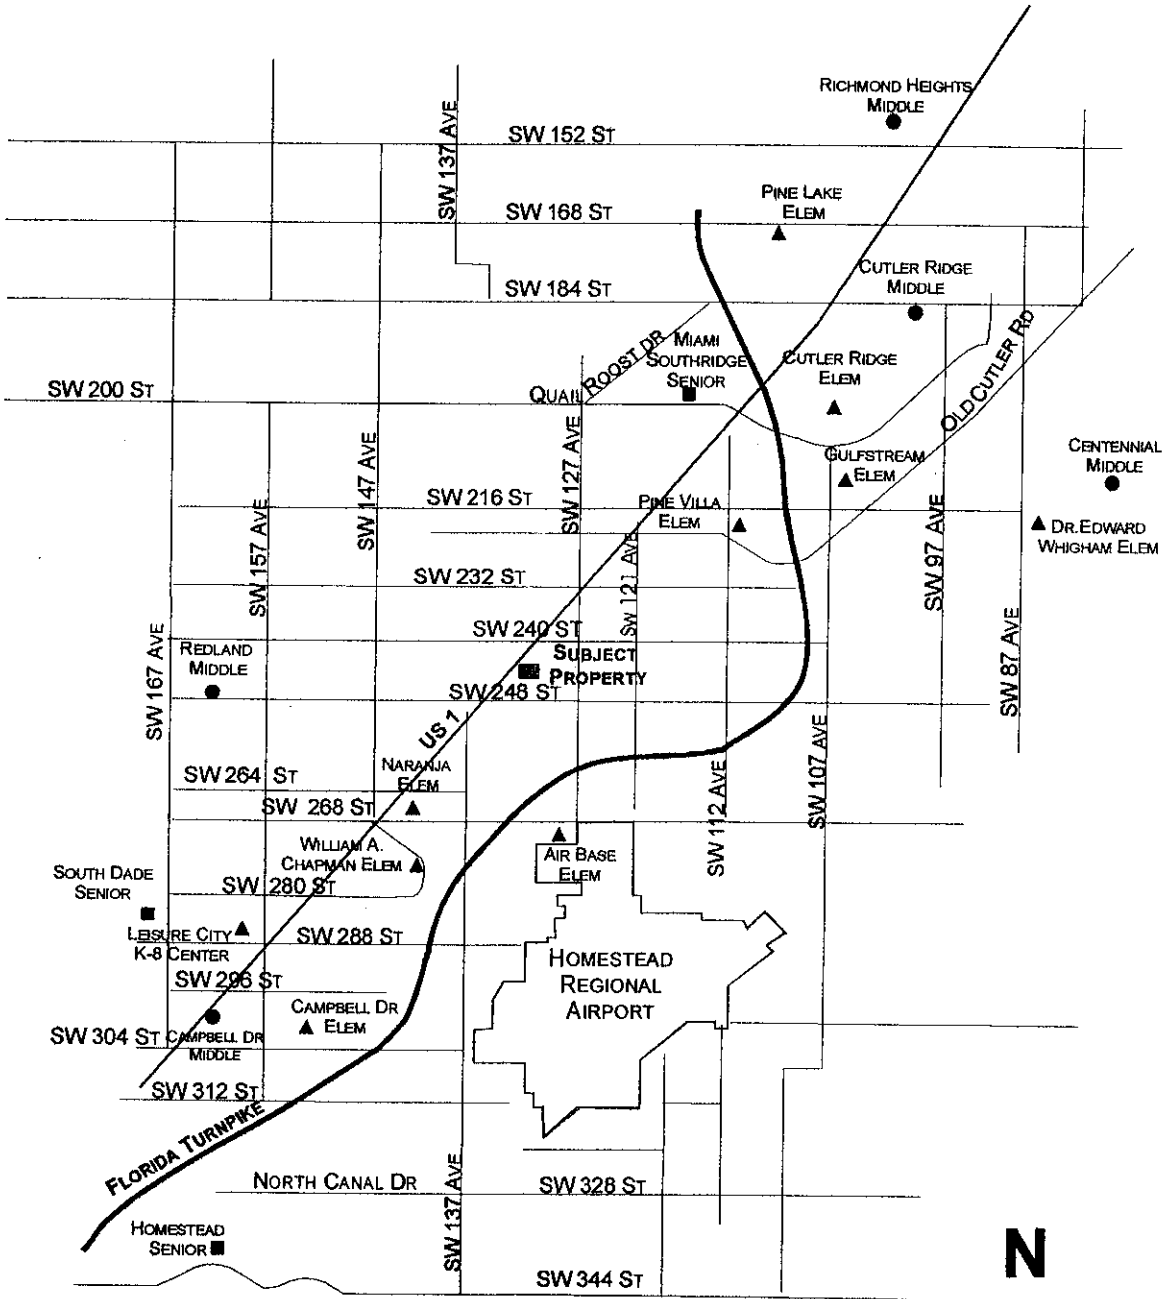 RICHMOND HEIGHTS
MIDDLE
SW 152 ST
SW 137 AVE
PINE LAKE
ELEM
SW 168 ST
CUTLER RIDGE
MIDDLE
SW 184 ST
MIAMI
SOUTHRIDGE
SENIOR
CUTLER RIDGE
ELEM
QUAIL ROOST DR
OLD CUTLER RD
SW 200 ST
SW 147 AVE
SW 127 AVE
GULFSTREAM
ELEM
CENTENNIAL
MIDDLE
SW 216 ST
PINE VILLA
ELEM
DR.EDWARD
WHIGHAM ELEM
SW 157 AVE
SW 97 AVE
SW 232 ST
SW 121 AVE
SW 240 ST
SW 167 AVE
REDLAND
MIDDLE
SUBJECT
PROPERTY
SW 87 AVE
SW 248 ST
US 1
NARANJA
ELEM
SW 264 ST
SW 107 AVE
SW 112 AVE
SW 268 ST
WILLIAM A.
CHAPMAN ELEM
AIR BASE
ELEM
SOUTH DADE
SENIOR
SW 280 ST
LEISURE CITY
K-8 CENTER
SW 288 ST
HOMESTEAD
REGIONAL
AIRPORT
SW 296 ST
CAMPBELL DR
ELEM
SW 304 ST
CAMPBELL DR
MIDDLE
SW 312 ST
FLORIDA TURNPIKE
NORTH CANAL DR
SW 137 AVE
SW 328 ST
HOMESTEAD
SENIOR
SW 344 ST
N